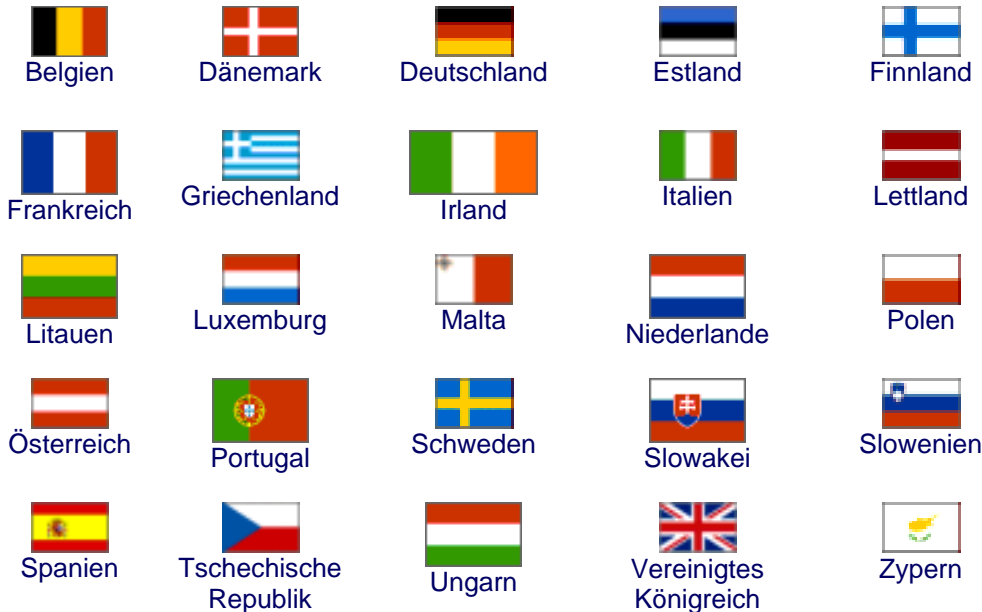 Belgien
Dänemark
Deutschland
Estland
Finnland
Frankreich
Griechenland
Irland
Italien
Lettland
Litauen
Luxemburg
Malta
Niederlande
Polen
Österreich
Portugal
Schweden
Slowakei
Slowenien
Spanien
Tschechische
Republik
Ungarn
Vereinigtes
Königreich
Zypern